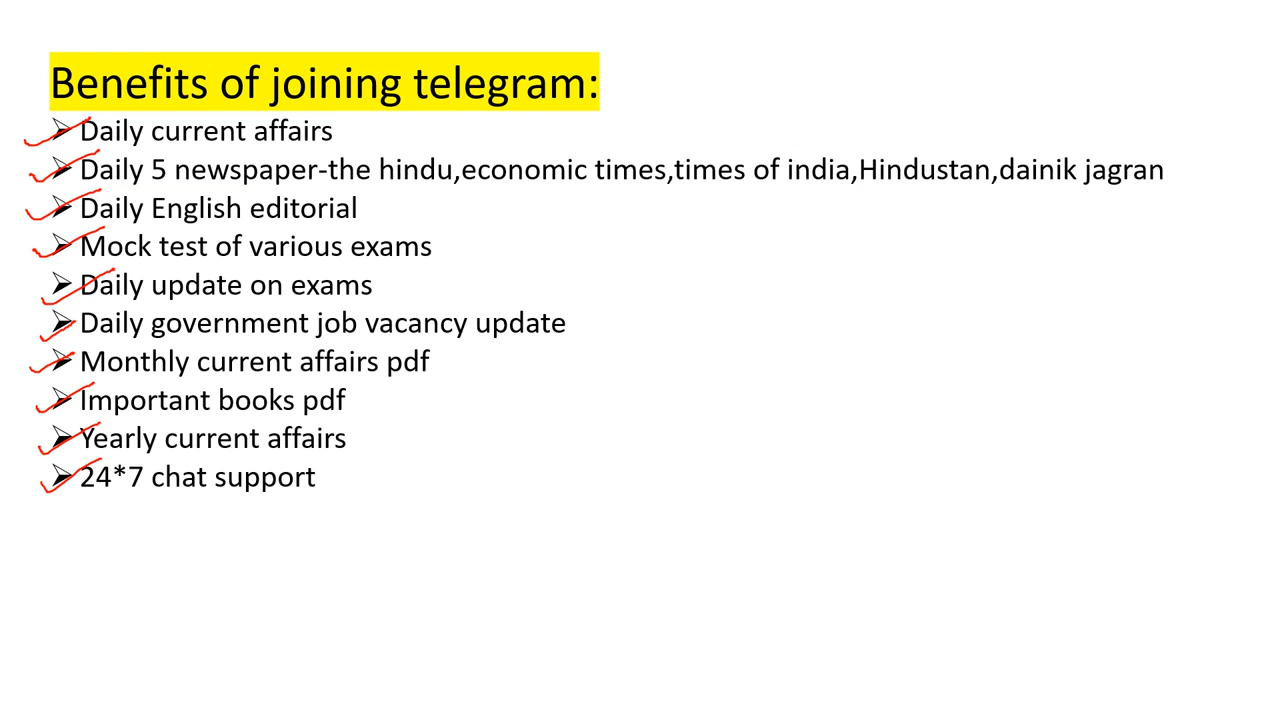 Benefits of joining telegram:
Daily current affairs
Daily 5 newspaper-the hindu,economic times,times of india,Hindustan,dainik jagran
Daily English editorial
Mock test of various exams
Daily update on exams
Daily government job vacancy update
Monthly current affairs pdf
Important books pdf
Yearly current affairs
24*7 chat support